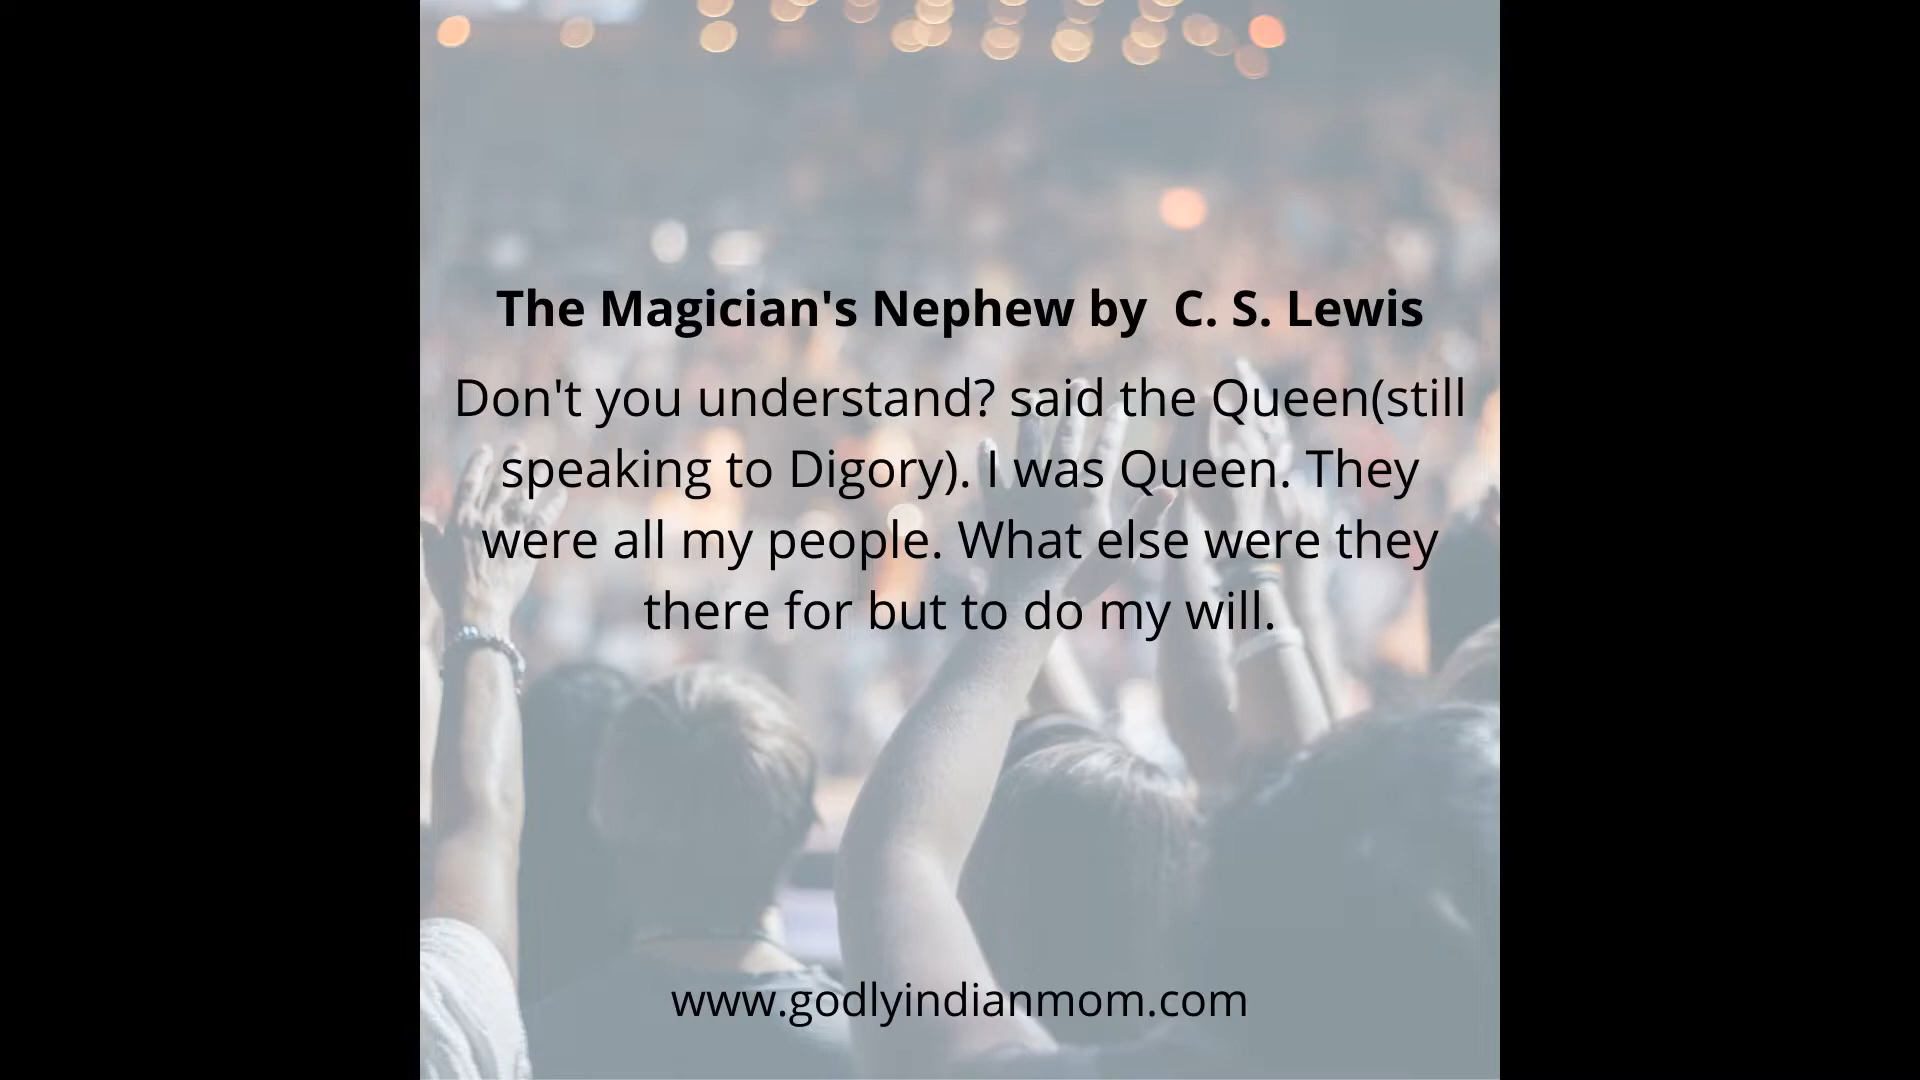 The Magician's Nephew by  C. S. Lewis
Don't you understand? said the Queen(still
speaking to Digory). I was Queen. They
were all my people. What else were they
there for but to do my will.
www.godlyindianmom.com